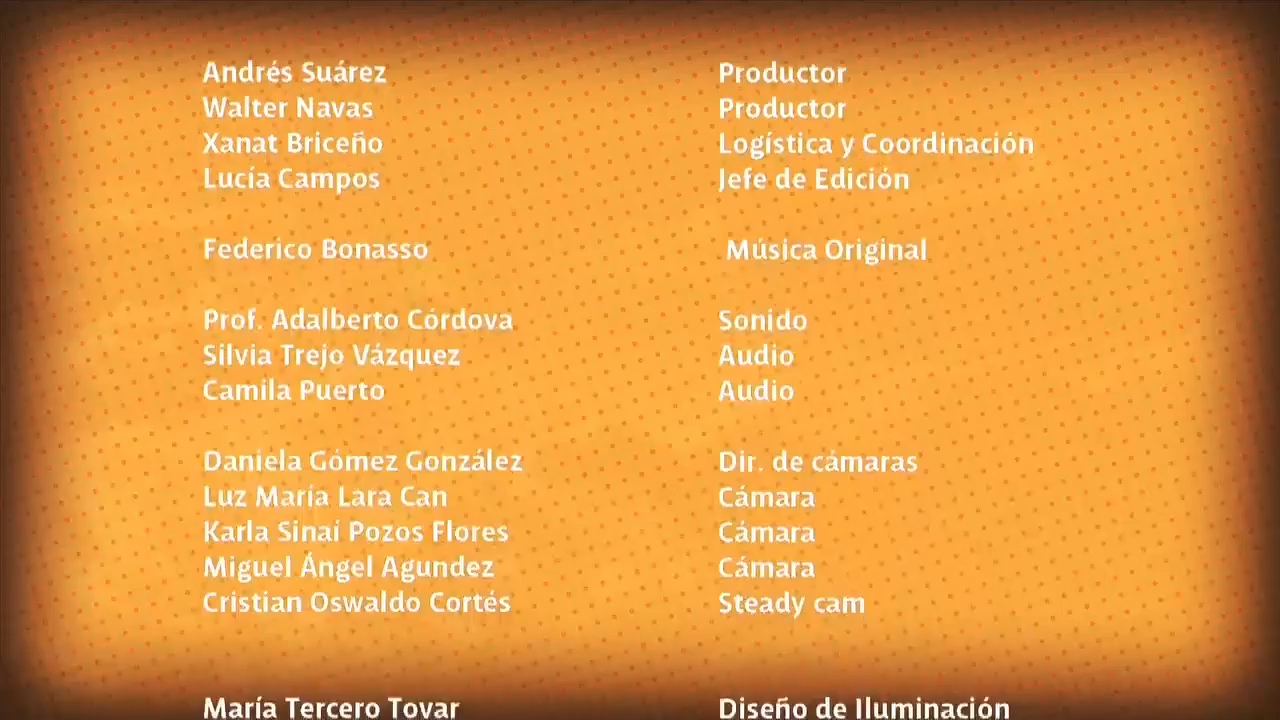 Andrés Suárez Productor
Walter Navas Productor
Xanat Briceño Logística y Coordinación
Lucía Campos Jefe de Edición
Federico Bonasso Música Original
Prof. Adalberto Córdova Sonido
Silvia Trejo Vázquez Audio
Camila Puerto Audio
Daniela Gómez González Dir. de cámaras
Luz María Lara Can Cámara
Karla Sinaí Pozos Flores Cámara
Miguel Ángel Agundez Cámara
Cristian Oswaldo Cortés Steady cam
María Tercero Tovar Diseño de Iluminación